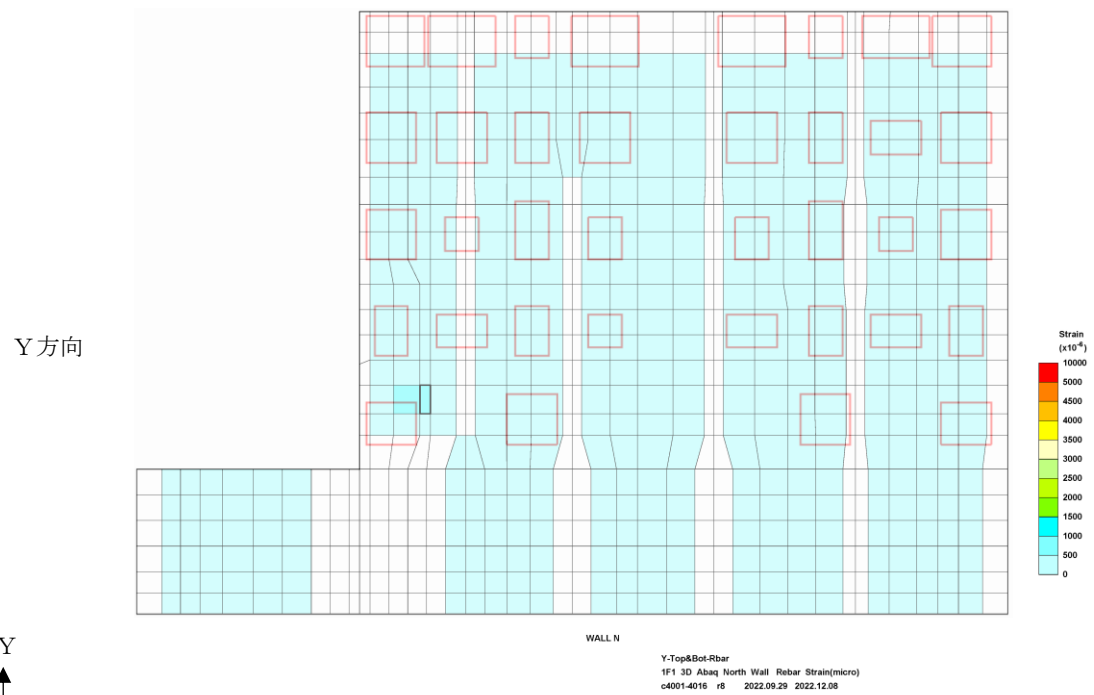 Y方向
Strain
(x10⁻⁶)
10000
5000
4500
4000
3500
3000
2500
2000
1500
1000
500
0
WALL N
Y
Y-Top&Bot-Rbar
1F1 3D Abaq North Wall Rebar Strain(micro)
c4001-4016 r8 2022.09.29 2022.12.08